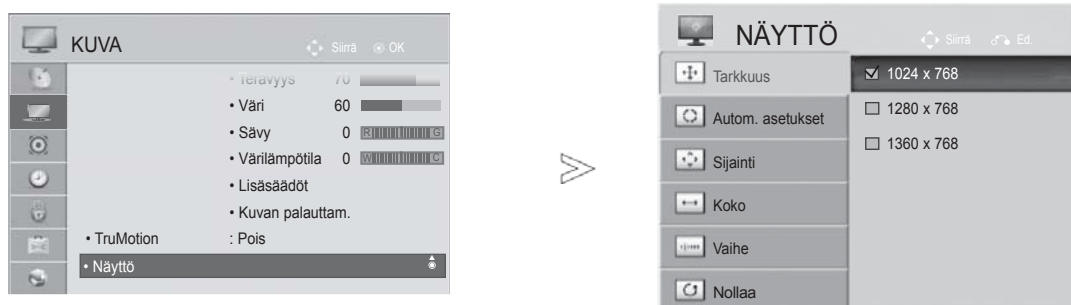 KUVA
Siirrä OK
• Terävyys 70
• Väri 60
• Sävy 0 R G
• Värilämpötila 0 W C
• Lisäsäädöt
• Kuvan palauttam.
• TruMotion : Pois
• Näyttö
NÄYTTÖ
Siirrä Ed.
Tarkkuus
Autom. asetukset
Sijainti
Koko
Vaihe
Nollaa
1024 x 768
1280 x 768
1360 x 768